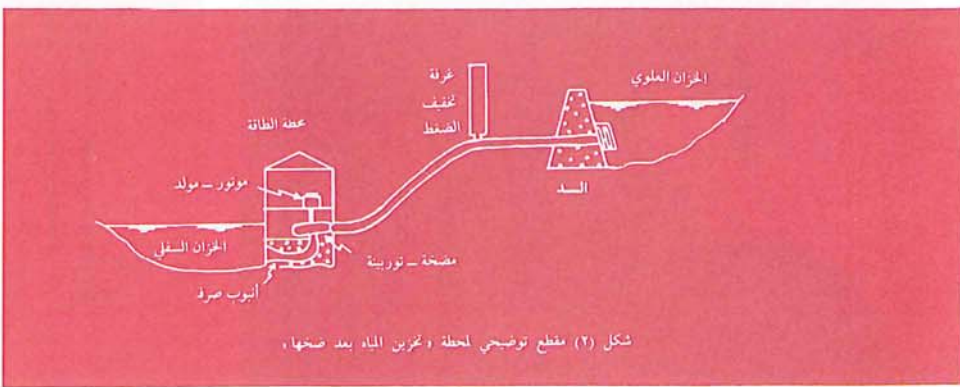 الخزان العلوي
غرفة
تخفيف
الضغط
السد
محطة الطاقة
موتور – مولد
مضخة – توربينة
الخزان السفلي
أنبوب صرف
شكل (٢) مقطع توضيحي لمحطة «تخزين المياه بعد ضخها»